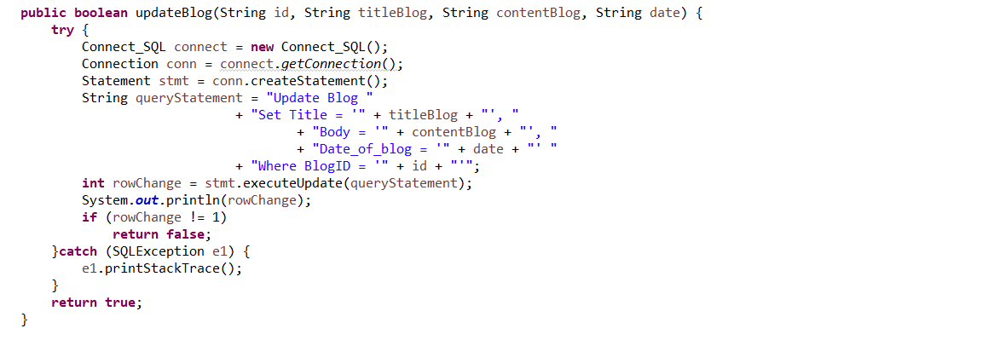 public boolean updateBlog(String id, String titleBlog, String contentBlog, String date) {
try {
Connect_SQL connect = new Connect_SQL();
Connection conn = connect.getConnection();
Statement stmt = conn.createStatement();
String queryStatement = "Update Blog "
+ "Set Title = '" + titleBlog + "', "
+ "Body = '" + contentBlog + "', "
+ "Date_of_blog = '" + date + "' "
+ "Where BlogID = '" + id + "'";
int rowChange = stmt.executeUpdate(queryStatement);
System.out.println(rowChange);
if (rowChange != 1)
return false;
}catch (SQLException e1) {
e1.printStackTrace();
}
return true;
}